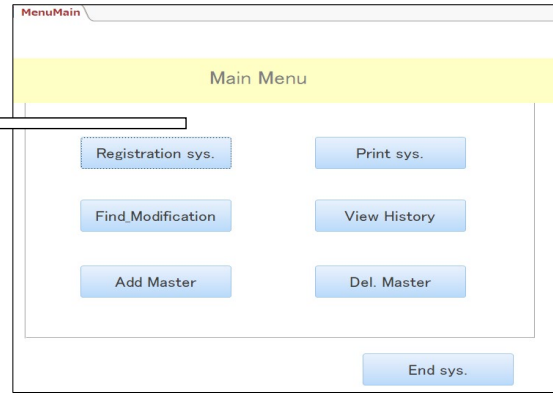 MenuMain
Main Menu
Registration sys.
Print sys.
Find_Modification
View History
Add Master
Del. Master
End sys.